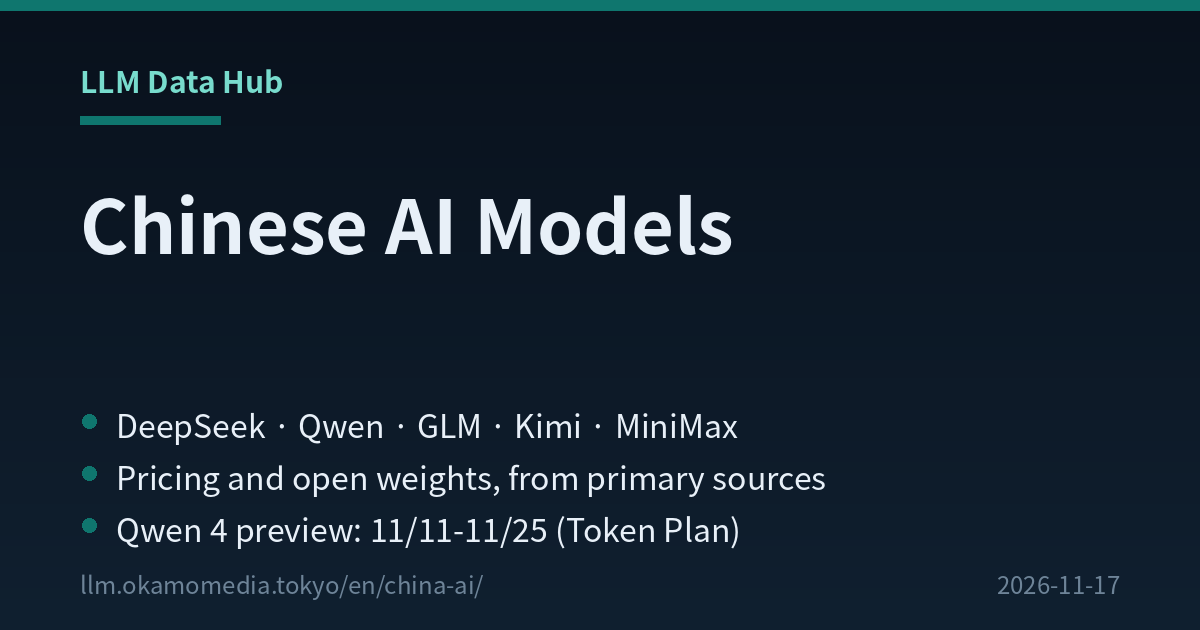 LLM Data Hub
Chinese AI Models
DeepSeek · Qwen · GLM · Kimi · MiniMax
Pricing and open weights, from primary sources
Qwen 4 preview: 11/11-11/25 (Token Plan)
llm.okamomedia.tokyo/en/china-ai/
2026-11-17